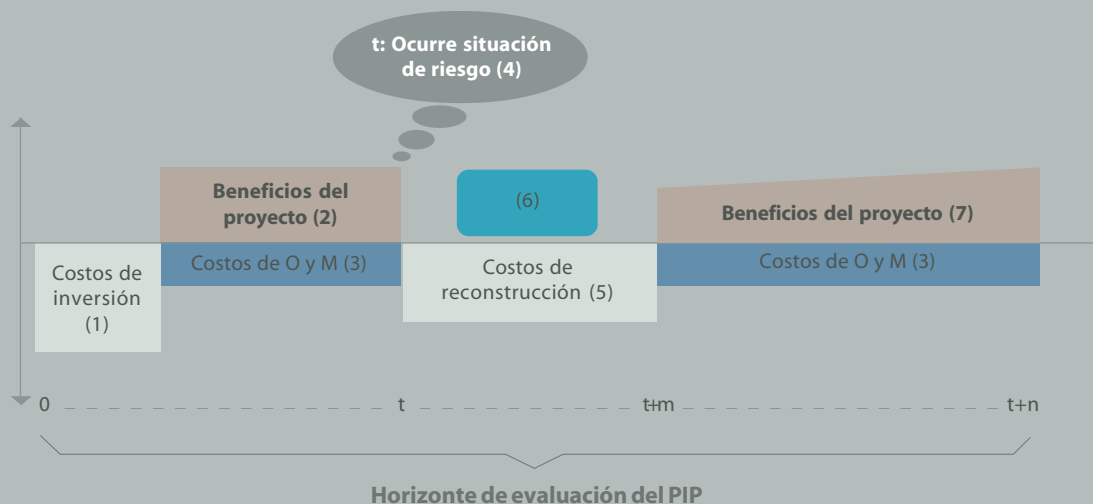 t: Ocurre situación
de riesgo (4)
Beneficios del
proyecto (2)
(6)
Beneficios del proyecto (7)
Costos de
inversión
(1)
Costos de O y M (3)
Costos de
reconstrucción (5)
Costos de O y M (3)
0 t t+m t+n
Horizonte de evaluación del PIP